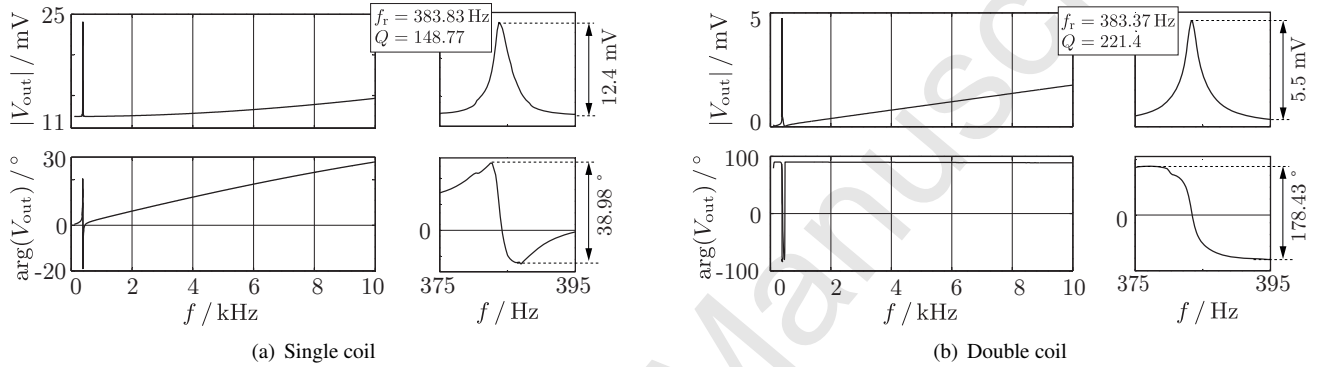 25
|V_out| / mV
11
f_r = 383.83 Hz
Q = 148.77
12.4 mV
30
arg(V_out) / °
0
-20
0 2 4 6 8 10
f / kHz
0
38.98 °
375 395
f / Hz
(a) Single coil
5
|V_out| / mV
0
f_r = 383.37 Hz
Q = 221.4
5.5 mV
100
arg(V_out) / °
0
-100
0 2 4 6 8 10
f / kHz
0
178.43 °
375 395
f / Hz
(b) Double coil
Manusc